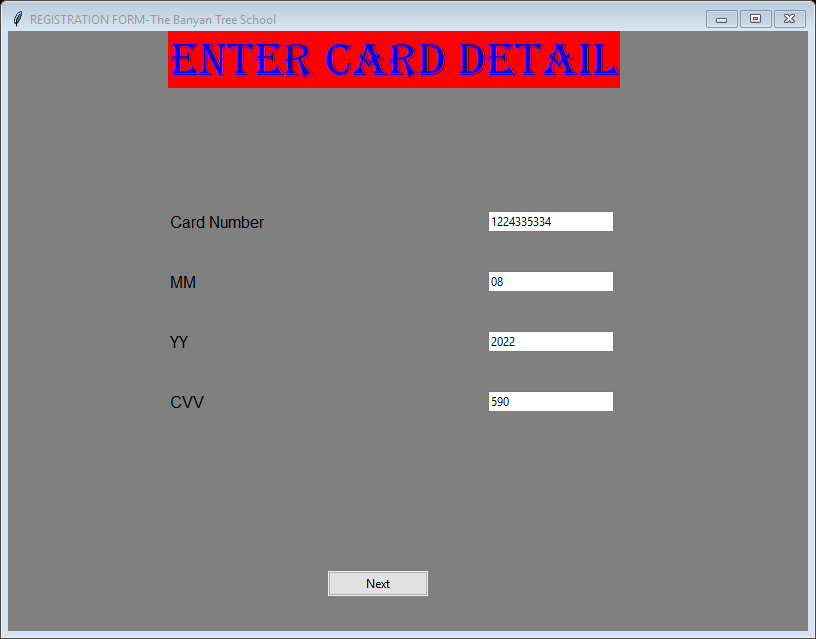 REGISTRATION FORM-The Banyan Tree School
ENTER CARD DETAIL
Card Number 1224335334
MM 08
YY 2022
CVV 590
Next